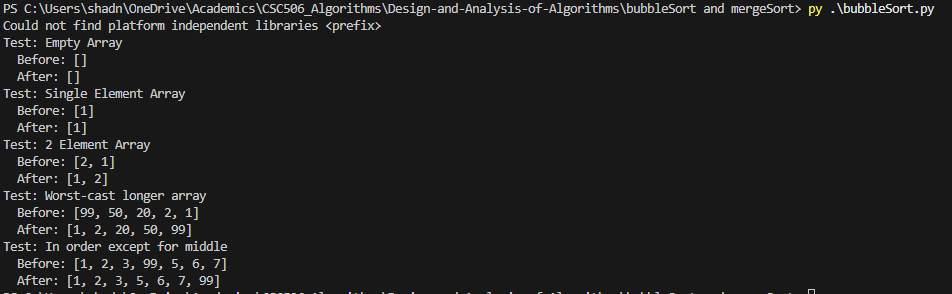 PS C:\Users\shadn\OneDrive\Academics\CSC506_Algorithms\Design-and-Analysis-of-Algorithms\bubbleSort and mergeSort> py .\bubbleSort.py
Could not find platform independent libraries <prefix>
Test: Empty Array
  Before: []
  After: []
Test: Single Element Array
  Before: [1]
  After: [1]
Test: 2 Element Array
  Before: [2, 1]
  After: [1, 2]
Test: Worst-cast longer array
  Before: [99, 50, 20, 2, 1]
  After: [1, 2, 20, 50, 99]
Test: In order except for middle
  Before: [1, 2, 3, 99, 5, 6, 7]
  After: [1, 2, 3, 5, 6, 7, 99]